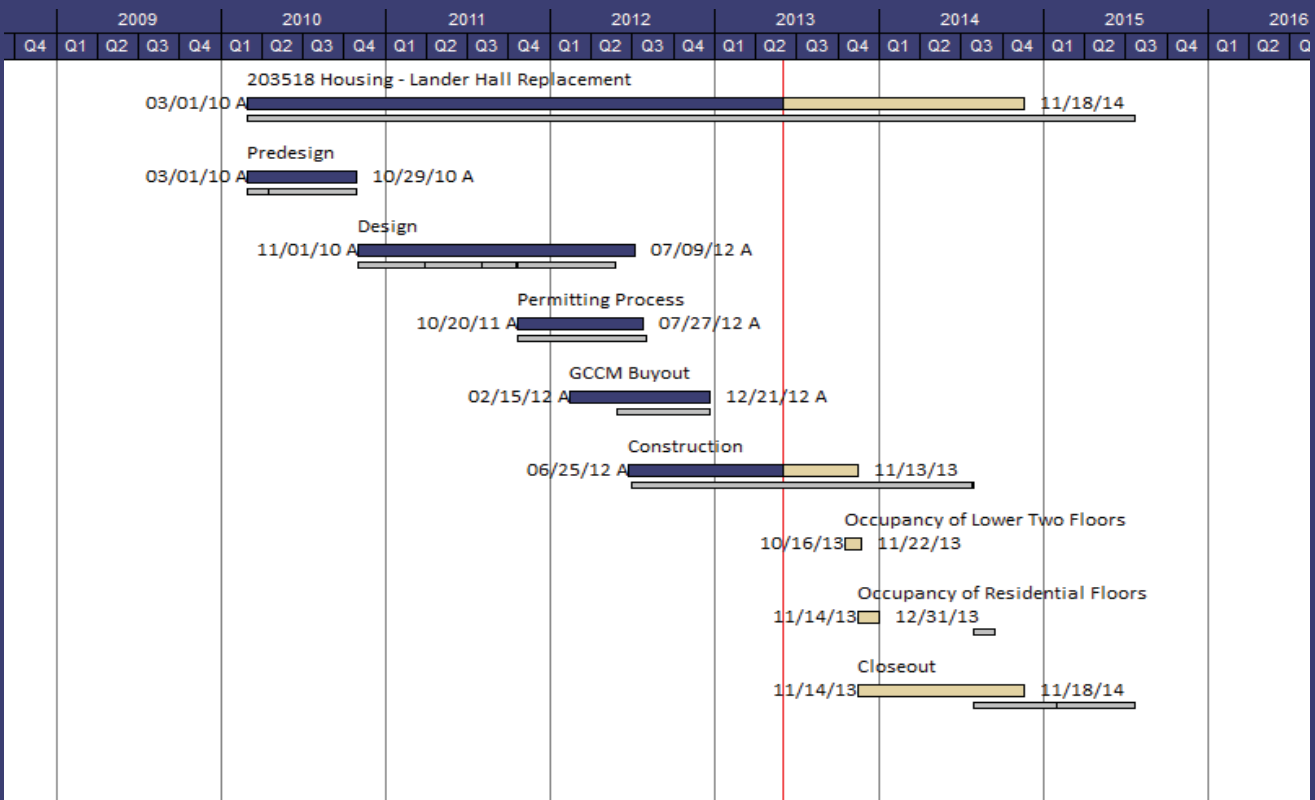 2009 2010 2011 2012 2013 2014 2015 2016
Q4 Q1 Q2 Q3 Q4 Q1 Q2 Q3 Q4 Q1 Q2 Q3 Q4 Q1 Q2 Q3 Q4 Q1 Q2 Q3 Q4 Q1 Q2 Q3 Q4 Q1 Q2 Q3 Q4 Q1 Q2 Q
203518 Housing - Lander Hall Replacement
03/01/10 A 11/18/14
Predesign
03/01/10 A 10/29/10 A
Design
11/01/10 A 07/09/12 A
Permitting Process
10/20/11 A 07/27/12 A
GCCM Buyout
02/15/12 A 12/21/12 A
Construction
06/25/12 A 11/13/13
Occupancy of Lower Two Floors
10/16/13 11/22/13
Occupancy of Residential Floors
11/14/13 12/31/13
Closeout
11/14/13 11/18/14